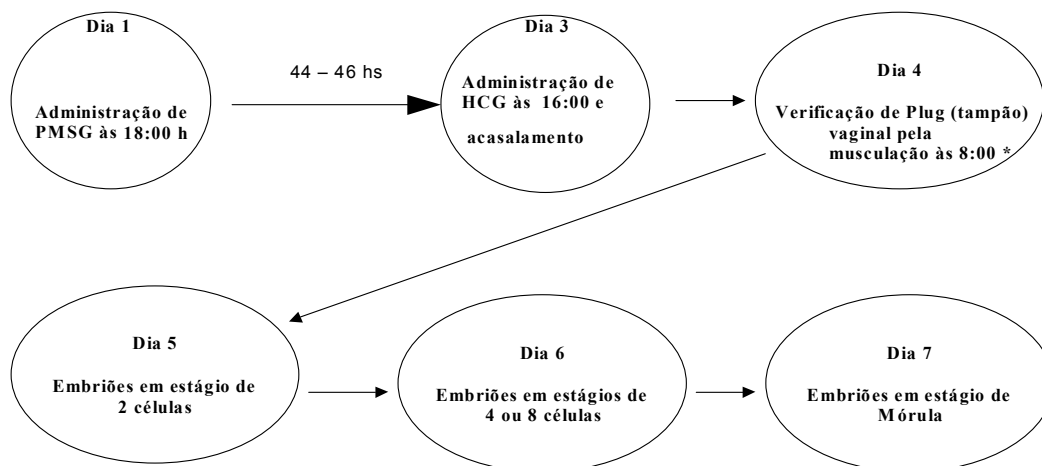 Dia 1
Administração de
PMSG às 18:00 h
44 – 46 hs
Dia 3
Administração de
HCG às 16:00 e
acasalamento
Dia 4
Verificação de Plug (tampão)
vaginal pela
musculação às 8:00 *
Dia 5
Embriões em estágio de
2 células
Dia 6
Embriões em estágios de
4 ou 8 células
Dia 7
Embriões em estágio de
Mórula